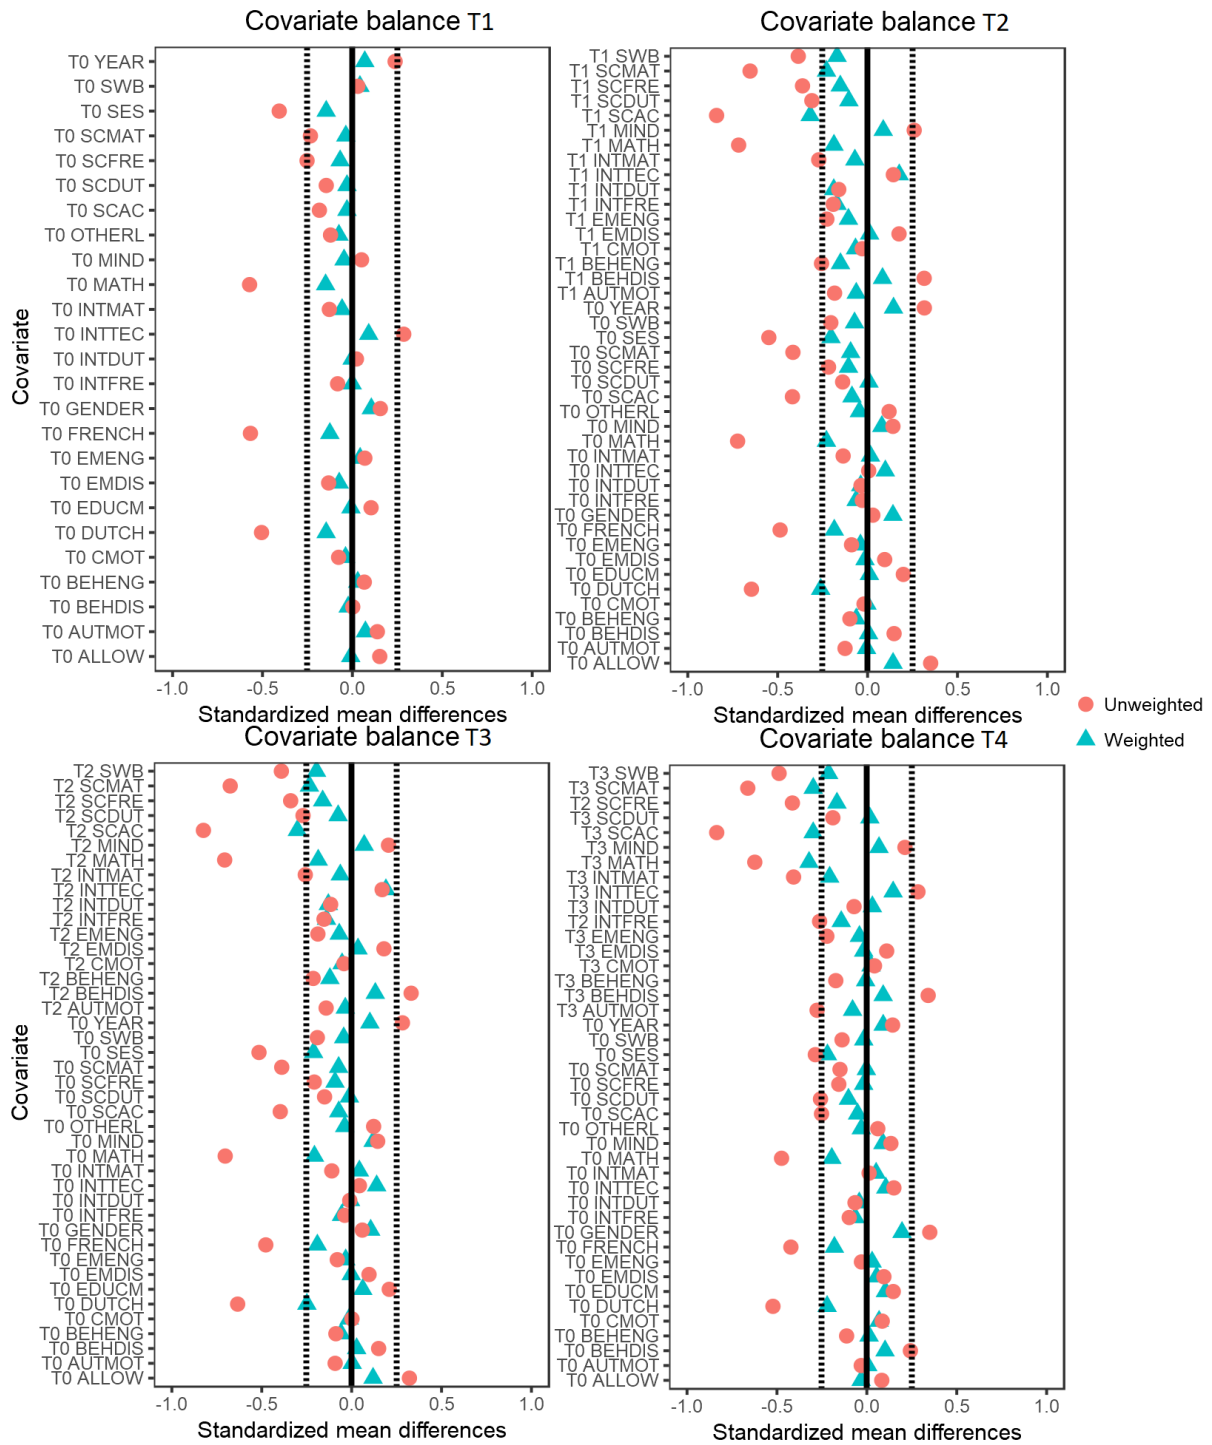 Covariate balance T1
Covariate
T0 YEAR
T0 SWB
T0 SES
T0 SCMAT
T0 SCFRE
T0 SCDUT
T0 SCAC
T0 OTHERL
T0 MIND
T0 MATH
T0 INTMAT
T0 INTTEC
T0 INTDUT
T0 INTFRE
T0 GENDER
T0 FRENCH
T0 EMENG
T0 EMDIS
T0 EDUCM
T0 DUTCH
T0 CMOT
T0 BEHENG
T0 BEHDIS
T0 AUTMOT
T0 ALLOW
-1.0 -0.5 0.0 0.5 1.0
Standardized mean differences
Covariate balance T2
T1 SWB
T1 SCMAT
T1 SCFRE
T1 SCDUT
T1 SCAC
T1 MIND
T1 MATH
T1 INTMAT
T1 INTTEC
T1 INTDUT
T1 INTFRE
T1 EMENG
T1 EMDIS
T1 CMOT
T1 BEHENG
T1 BEHDIS
T1 AUTMOT
T0 YEAR
T0 SWB
T0 SES
T0 SCMAT
T0 SCFRE
T0 SCDUT
T0 SCAC
T0 OTHERL
T0 MIND
T0 MATH
T0 INTMAT
T0 INTTEC
T0 INTDUT
T0 INTFRE
T0 GENDER
T0 FRENCH
T0 EMENG
T0 EMDIS
T0 EDUCM
T0 DUTCH
T0 CMOT
T0 BEHENG
T0 BEHDIS
T0 AUTMOT
T0 ALLOW
-1.0 -0.5 0.0 0.5 1.0
Standardized mean differences
Unweighted
Weighted
Covariate balance T3
Covariate
T2 SWB
T2 SCMAT
T2 SCFRE
T2 SCDUT
T2 SCAC
T2 MIND
T2 MATH
T2 INTMAT
T2 INTTEC
T2 INTDUT
T2 INTFRE
T2 EMENG
T2 EMDIS
T2 CMOT
T2 BEHENG
T2 BEHDIS
T2 AUTMOT
T0 YEAR
T0 SWB
T0 SES
T0 SCMAT
T0 SCFRE
T0 SCDUT
T0 SCAC
T0 OTHERL
T0 MIND
T0 MATH
T0 INTMAT
T0 INTTEC
T0 INTDUT
T0 INTFRE
T0 GENDER
T0 FRENCH
T0 EMENG
T0 EMDIS
T0 EDUCM
T0 DUTCH
T0 CMOT
T0 BEHENG
T0 BEHDIS
T0 AUTMOT
T0 ALLOW
-1.0 -0.5 0.0 0.5 1.0
Standardized mean differences
Covariate balance T4
T3 SWB
T3 SCMAT
T2 SCFRE
T3 SCDUT
T3 SCAC
T3 MIND
T3 MATH
T3 INTMAT
T3 INTTEC
T3 INTDUT
T2 INTFRE
T3 EMENG
T3 EMDIS
T3 CMOT
T3 BEHENG
T3 BEHDIS
T3 AUTMOT
T0 YEAR
T0 SWB
T0 SES
T0 SCMAT
T0 SCFRE
T0 SCDUT
T0 SCAC
T0 OTHERL
T0 MIND
T0 MATH
T0 INTMAT
T0 INTTEC
T0 INTDUT
T0 INTFRE
T0 GENDER
T0 FRENCH
T0 EMENG
T0 EMDIS
T0 EDUCM
T0 DUTCH
T0 CMOT
T0 BEHENG
T0 BEHDIS
T0 AUTMOT
T0 ALLOW
-1.0 -0.5 0.0 0.5 1.0
Standardized mean differences